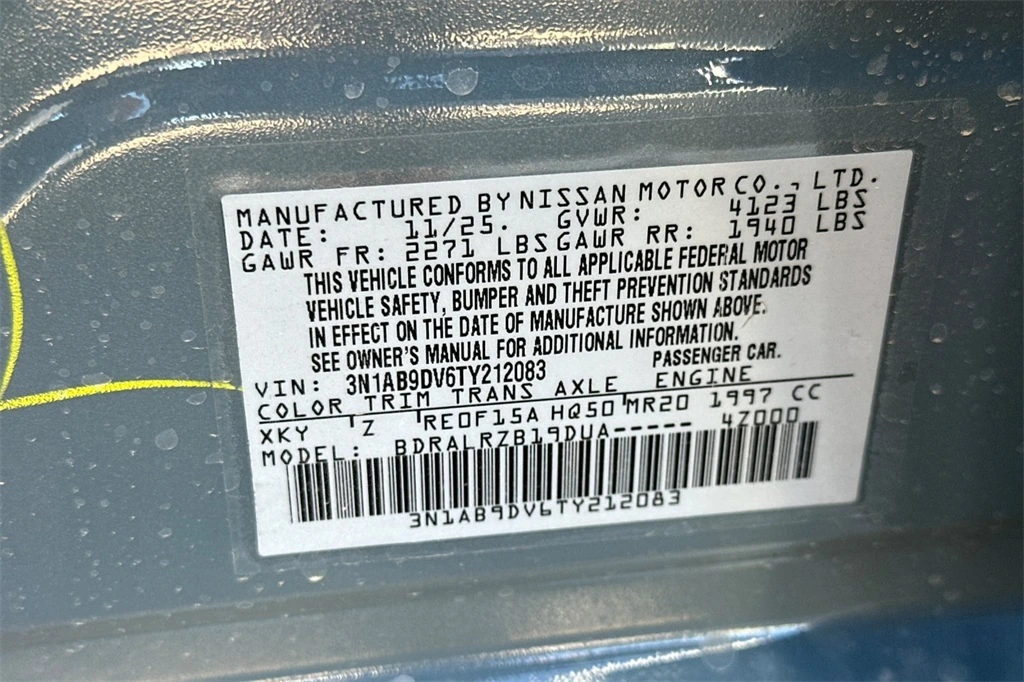 MANUFACTURED BY NISSAN MOTOR CO., LTD.
DATE: 11/25. GVWR: 4123 LBS
GAWR FR: 2271 LBS GAWR RR: 1940 LBS
THIS VEHICLE CONFORMS TO ALL APPLICABLE FEDERAL MOTOR
VEHICLE SAFETY, BUMPER AND THEFT PREVENTION STANDARDS
IN EFFECT ON THE DATE OF MANUFACTURE SHOWN ABOVE.
SEE OWNER'S MANUAL FOR ADDITIONAL INFORMATION.
VIN: 3N1AB9DV6TY212083 PASSENGER CAR.
COLOR TRIM TRANS AXLE ENGINE
XKY Z RE0F15A HQ50 MR20 1997 CC
MODEL: BDRALRZB19DUA----- 4Z000
3N1AB9DV6TY212083